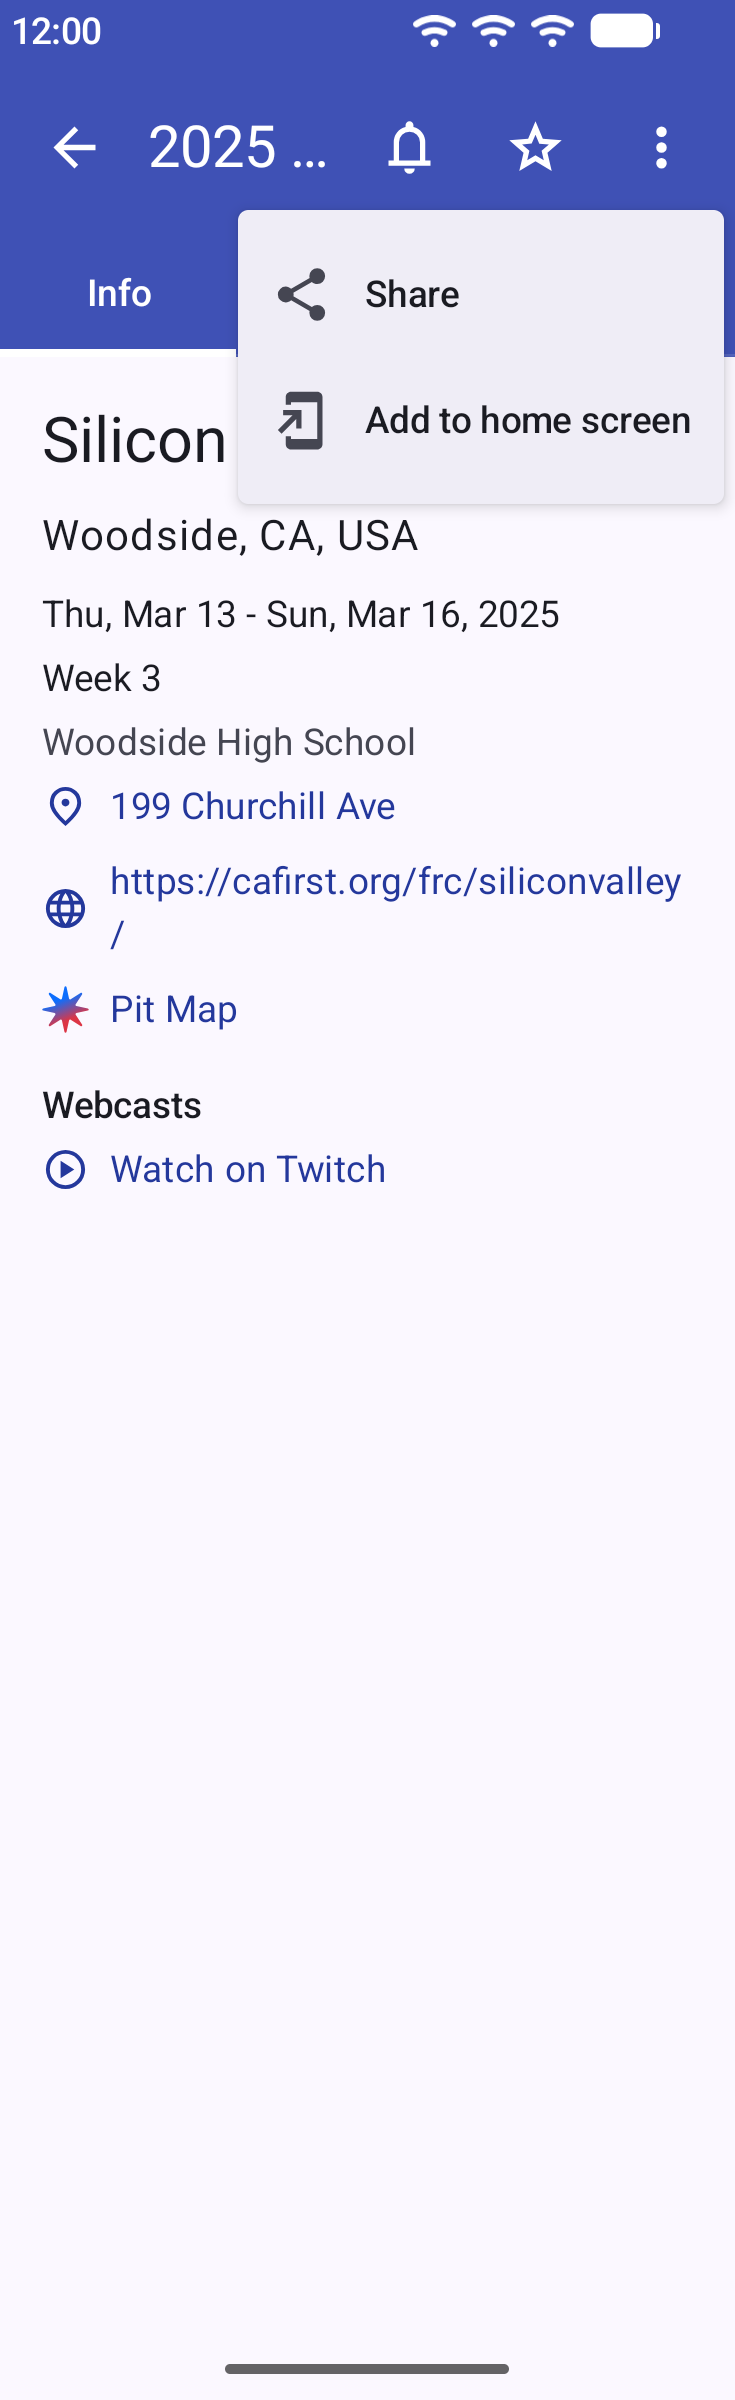 12:00
2025 ...
Info
Share
Add to home screen
Silicon
Woodside, CA, USA
Thu, Mar 13 - Sun, Mar 16, 2025
Week 3
Woodside High School
199 Churchill Ave
https://cafirst.org/frc/siliconvalley
/
Pit Map
Webcasts
Watch on Twitch